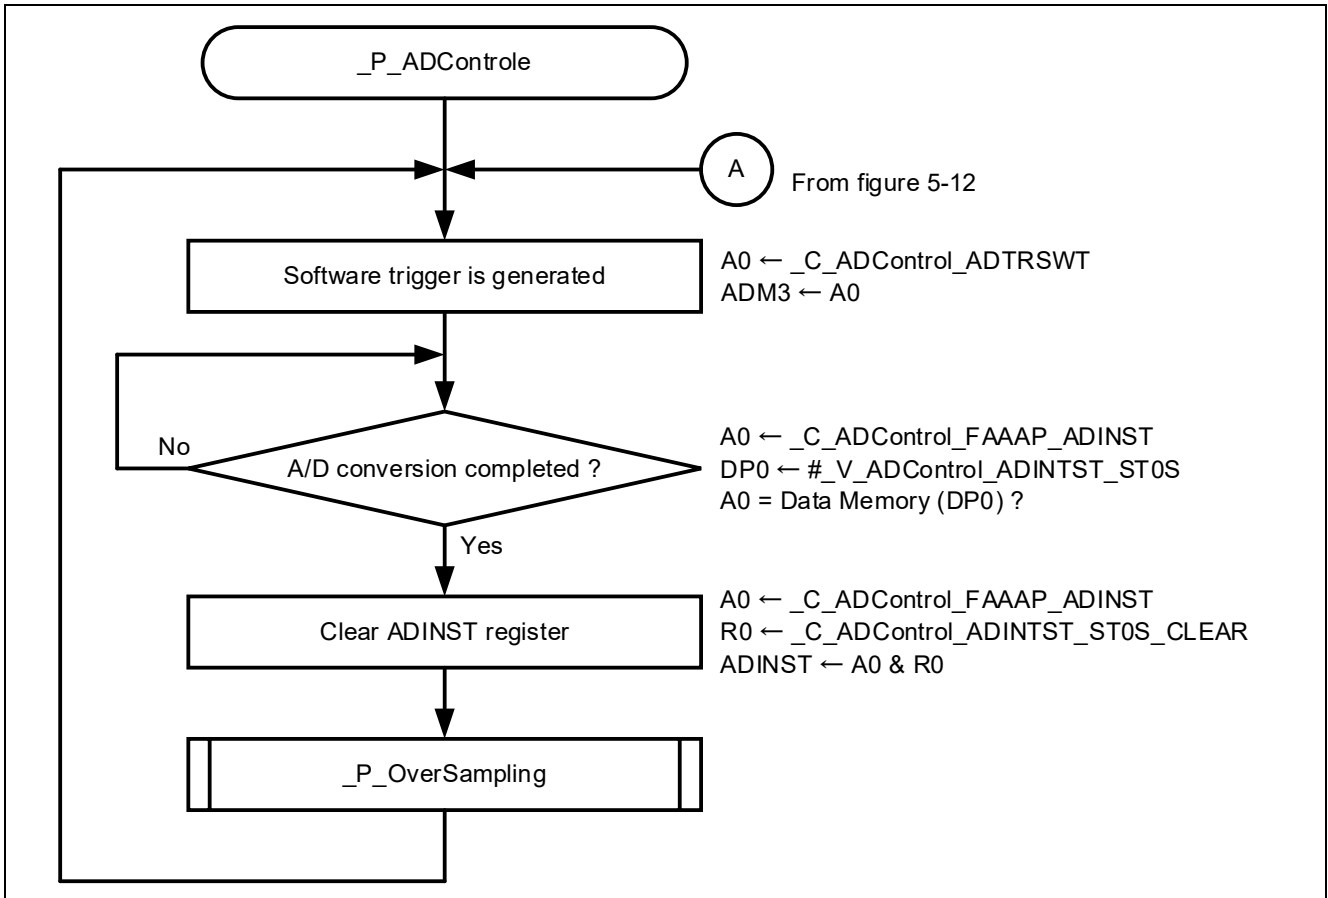 _P_ADControle
A
From figure 5-12
Software trigger is generated
A0 ← _C_ADControl_ADTRSWT
ADM3 ← A0
No
A/D conversion completed ?
A0 ← _C_ADControl_FAAAP_ADINST
DP0 ← #_V_ADControl_ADINTST_ST0S
A0 = Data Memory (DP0) ?
Yes
Clear ADINST register
A0 ← _C_ADControl_FAAAP_ADINST
R0 ← _C_ADControl_ADINTST_ST0S_CLEAR
ADINST ← A0 & R0
_P_OverSampling